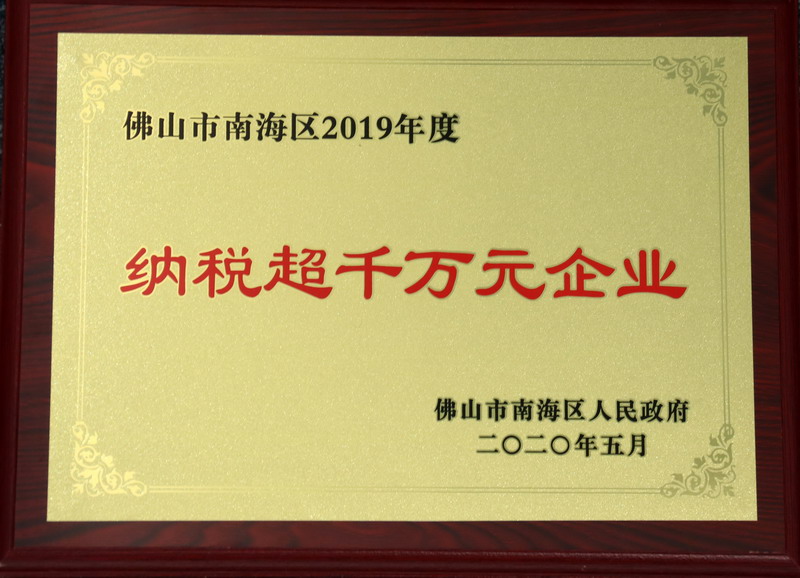 佛山市南海区2019年度
纳税超千万元企业
佛山市南海区人民政府
二〇二〇年五月